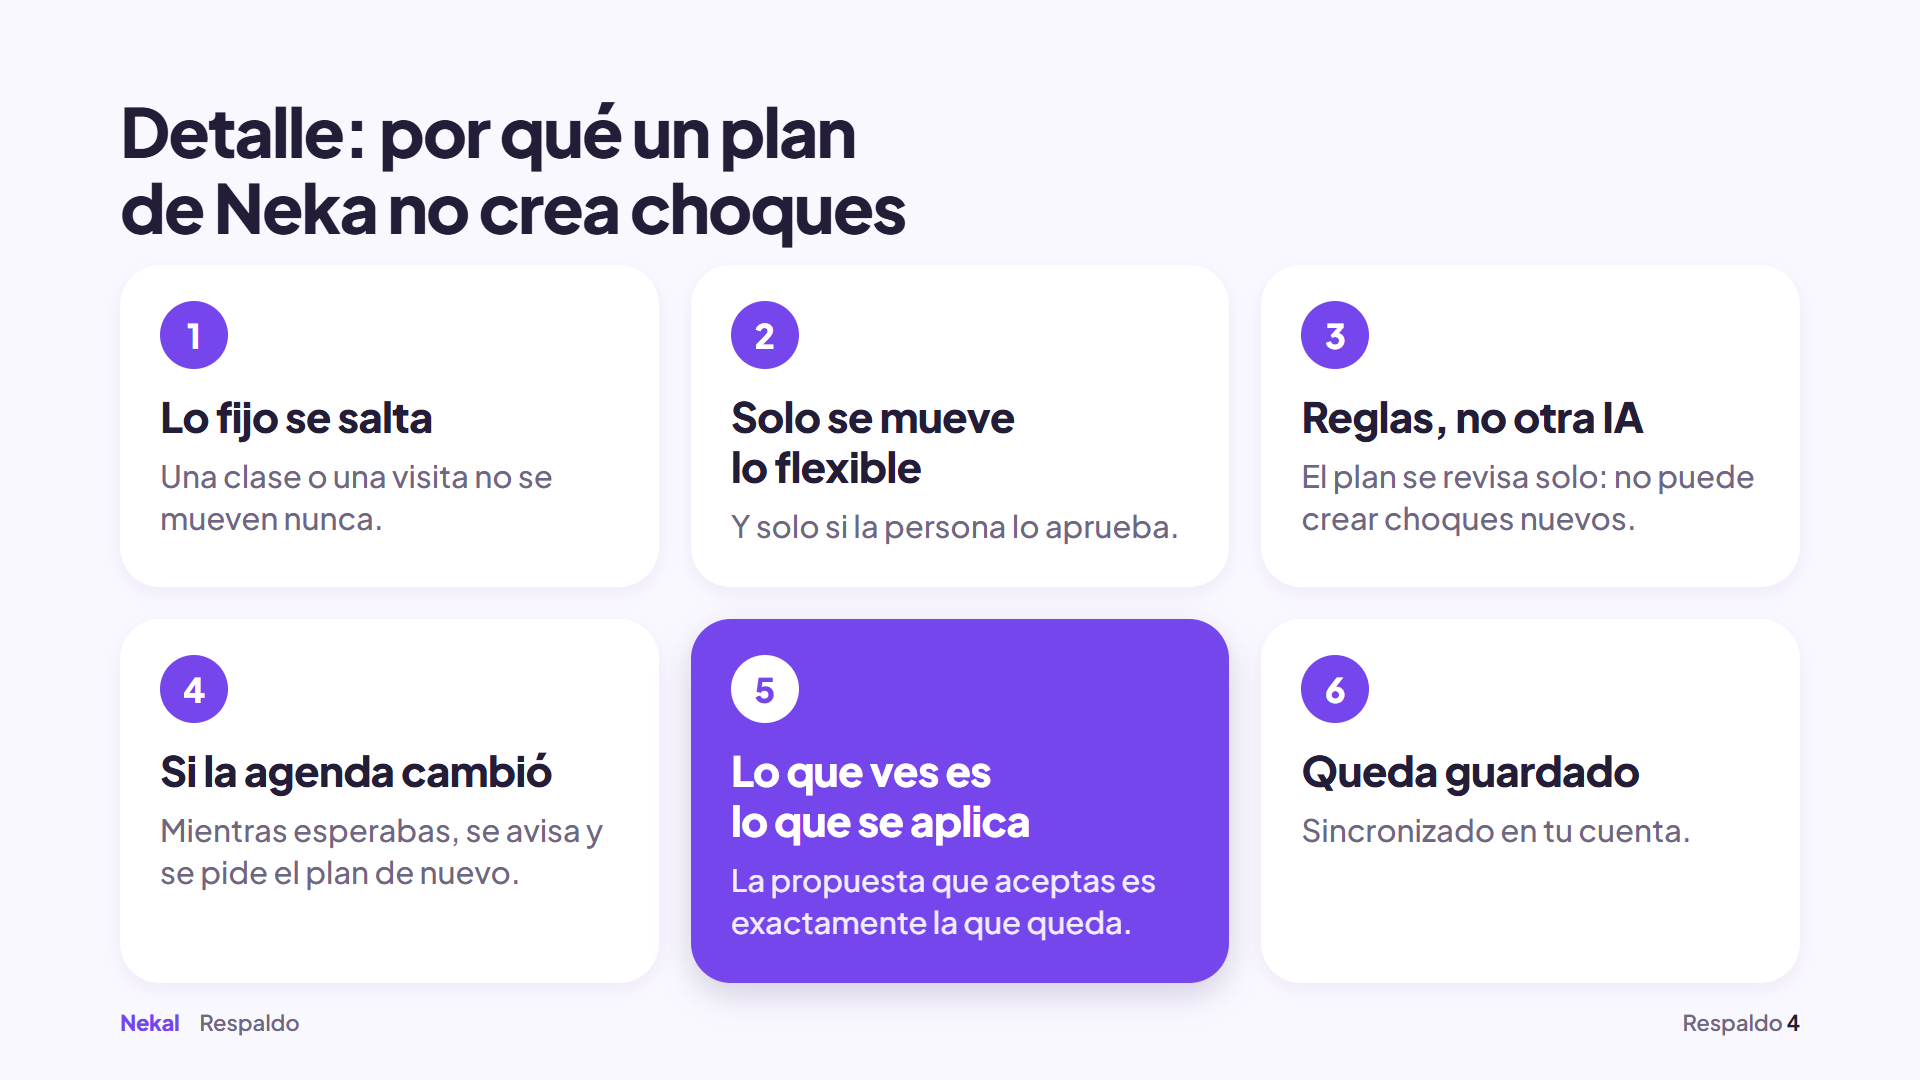 Detalle: por qué un plan
de Neka no crea choques
1
Lo fijo se salta
Una clase o una visita no se
mueven nunca.
2
Solo se mueve
lo flexible
Y solo si la persona lo aprueba.
3
Reglas, no otra IA
El plan se revisa solo: no puede
crear choques nuevos.
4
Si la agenda cambió
Mientras esperabas, se avisa y
se pide el plan de nuevo.
5
Lo que ves es
lo que se aplica
La propuesta que aceptas es
exactamente la que queda.
6
Queda guardado
Sincronizado en tu cuenta.
Nekal Respaldo
Respaldo 4